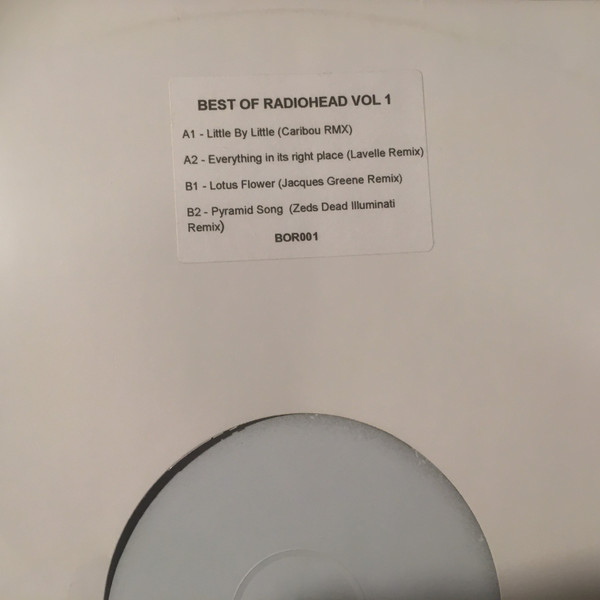 BEST OF RADIOHEAD VOL 1
A1 - Little By Little (Caribou RMX)
A2 - Everything in its right place (Lavelle Remix)
B1 - Lotus Flower (Jacques Greene Remix)
B2 - Pyramid Song (Zeds Dead Illuminati
Remix)
BOR001